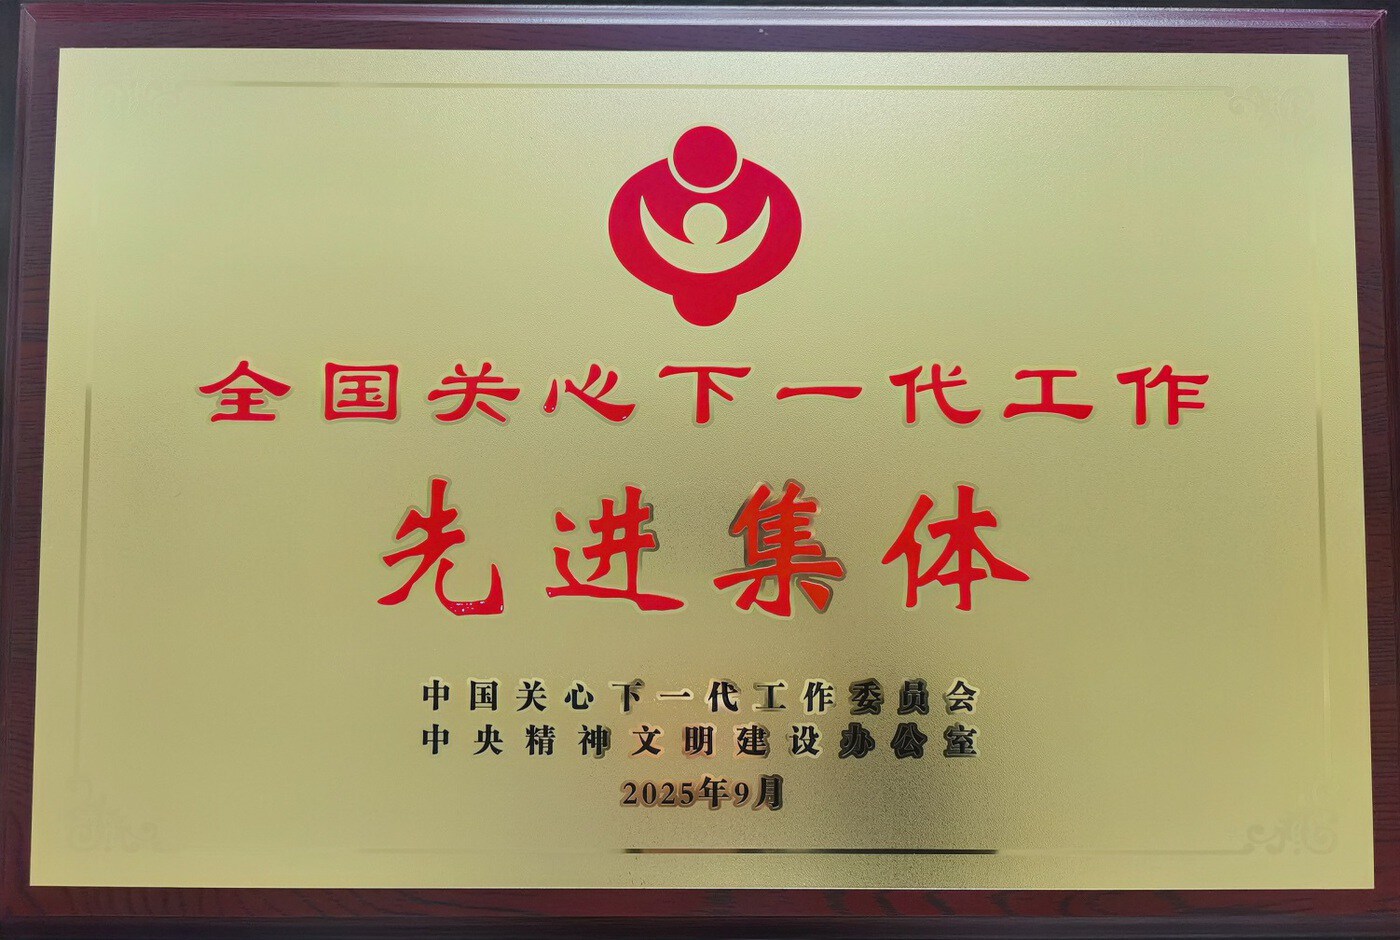 全国关心下一代工作
先进集体
中国关心下一代工作委员会
中央精神文明建设办公室
2025年9月